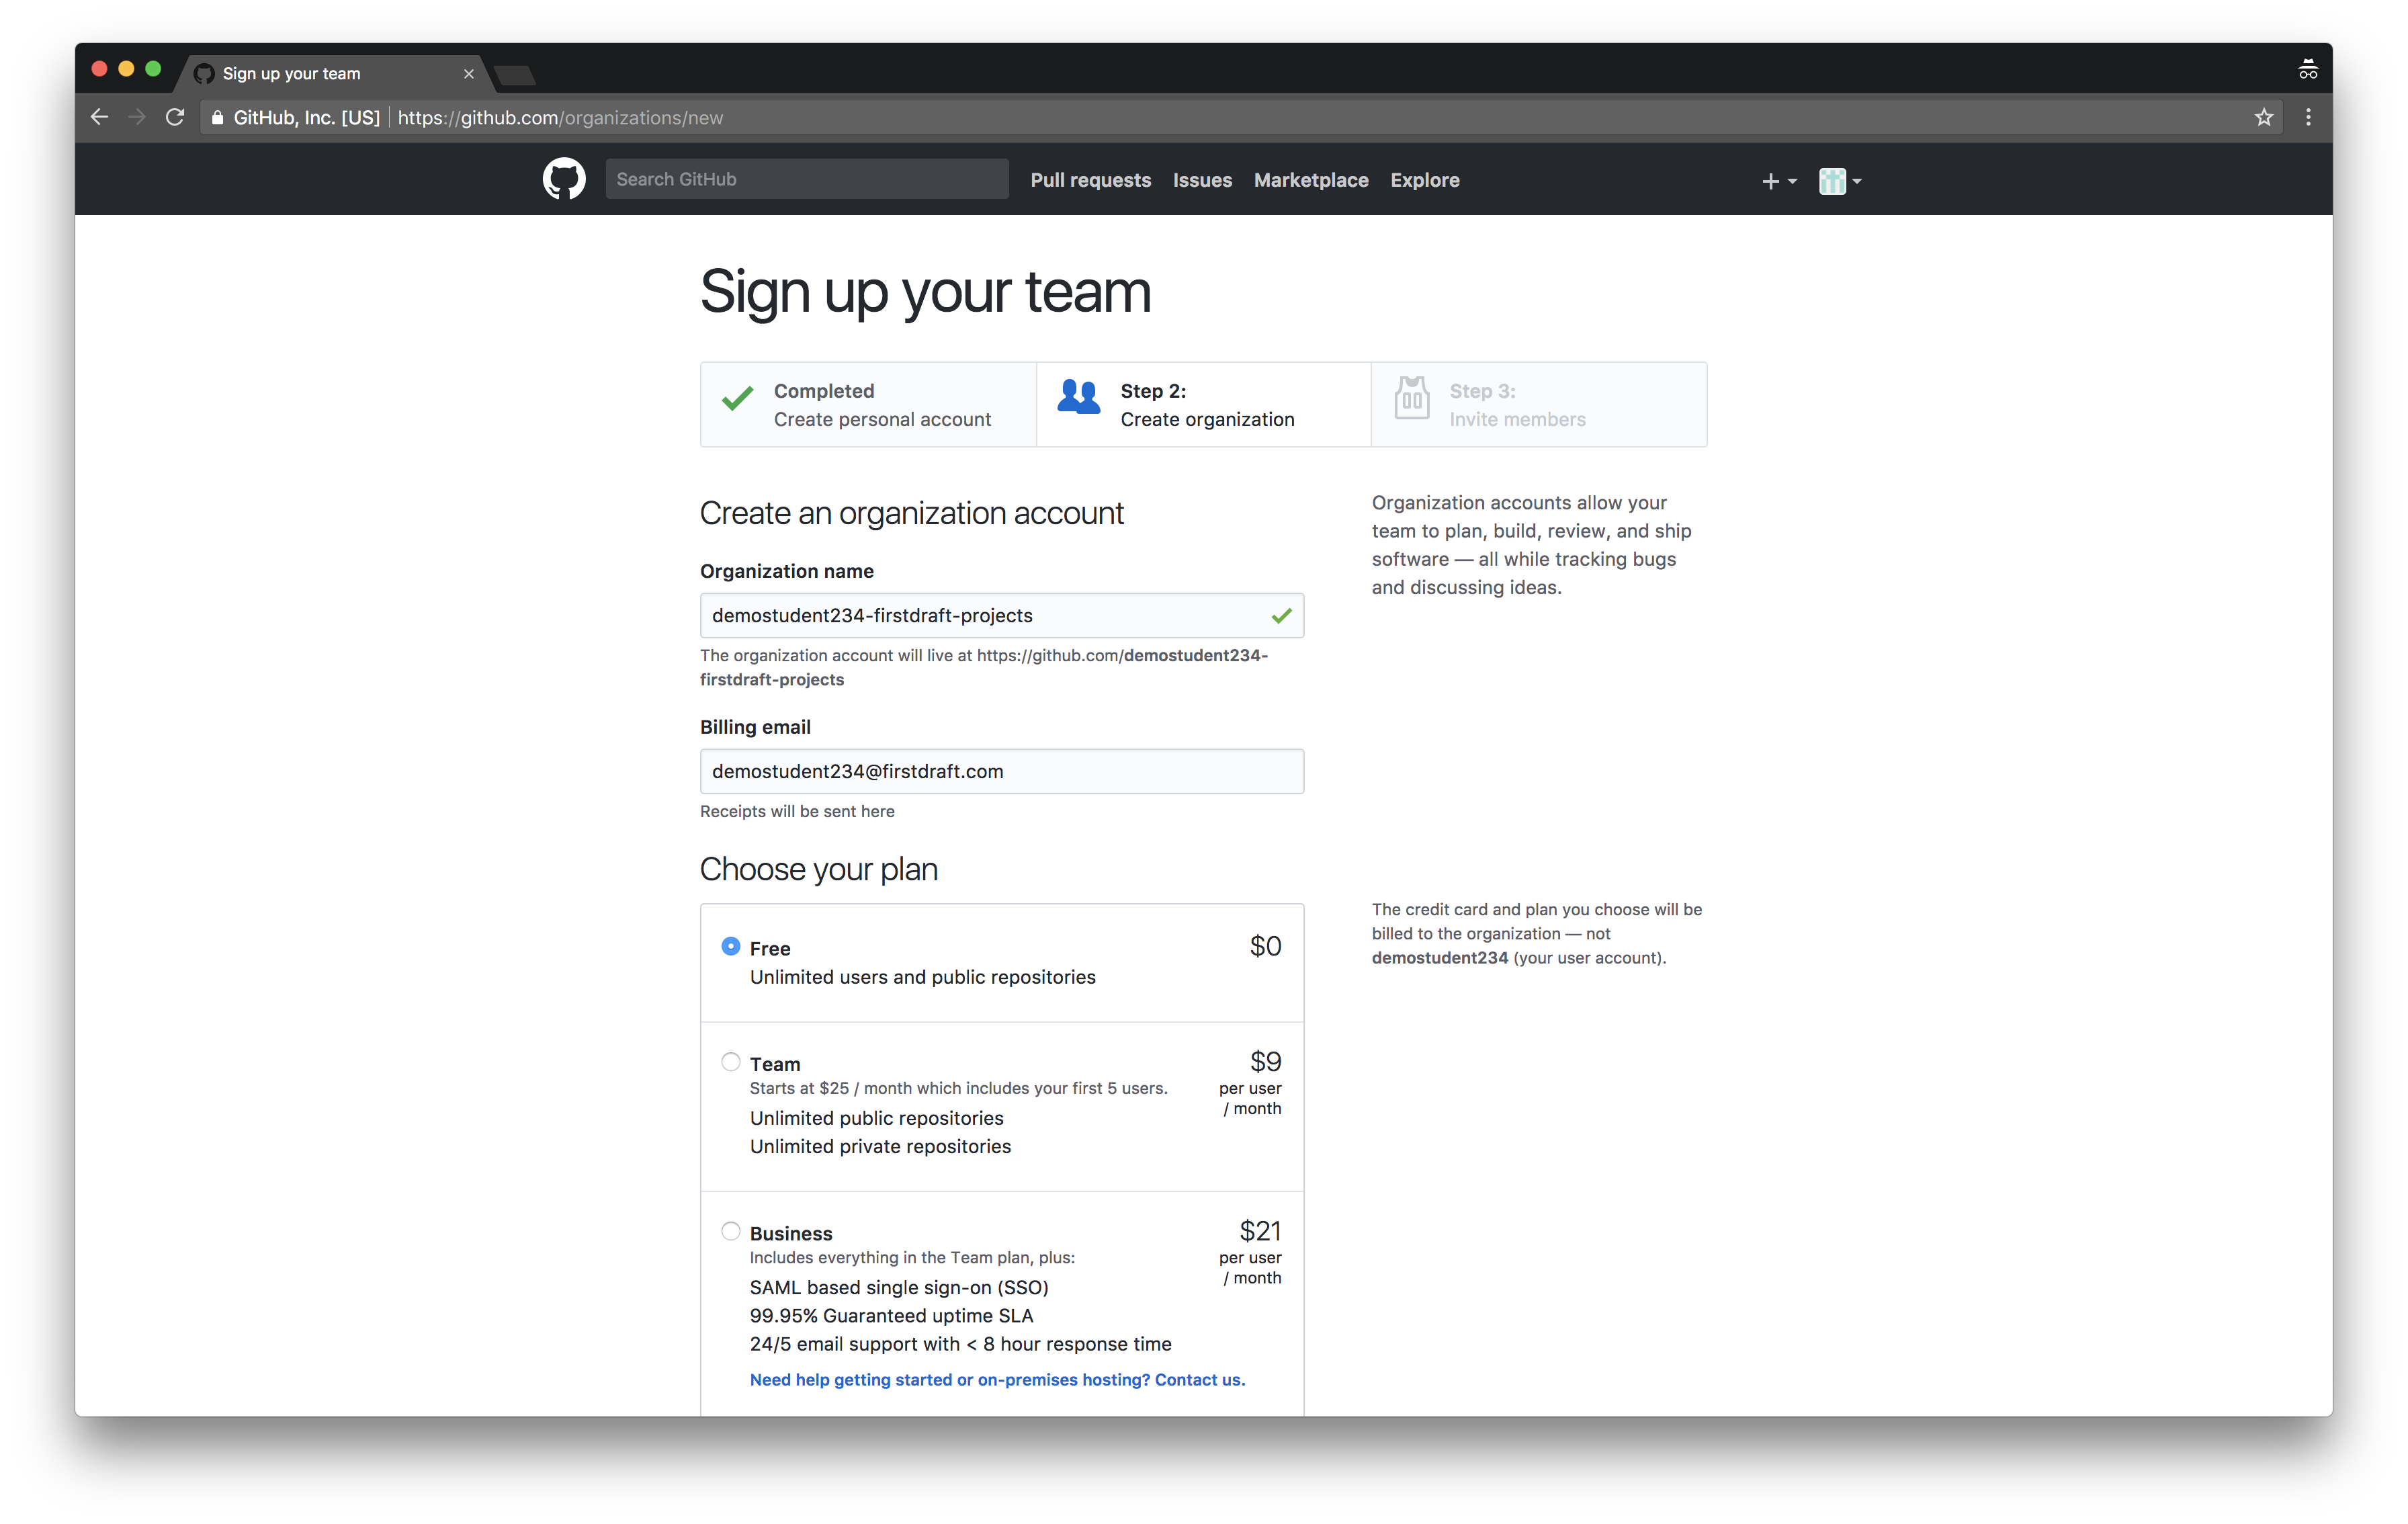 Sign up your team
GitHub, Inc. [US] https://github.com/organizations/new
Search GitHub Pull requests Issues Marketplace Explore
Sign up your team
Completed
Create personal account
Step 2:
Create organization
Step 3:
Invite members
Create an organization account
Organization accounts allow your
team to plan, build, review, and ship
software — all while tracking bugs
and discussing ideas.
Organization name
demostudent234-firstdraft-projects
The organization account will live at https://github.com/demostudent234-
firstdraft-projects
Billing email
demostudent234@firstdraft.com
Receipts will be sent here
Choose your plan
The credit card and plan you choose will be
billed to the organization — not
demostudent234 (your user account).
Free $0
Unlimited users and public repositories
Team $9
Starts at $25 / month which includes your first 5 users. per user
/ month
Unlimited public repositories
Unlimited private repositories
Business $21
Includes everything in the Team plan, plus: per user
/ month
SAML based single sign-on (SSO)
99.95% Guaranteed uptime SLA
24/5 email support with < 8 hour response time
Need help getting started or on-premises hosting? Contact us.